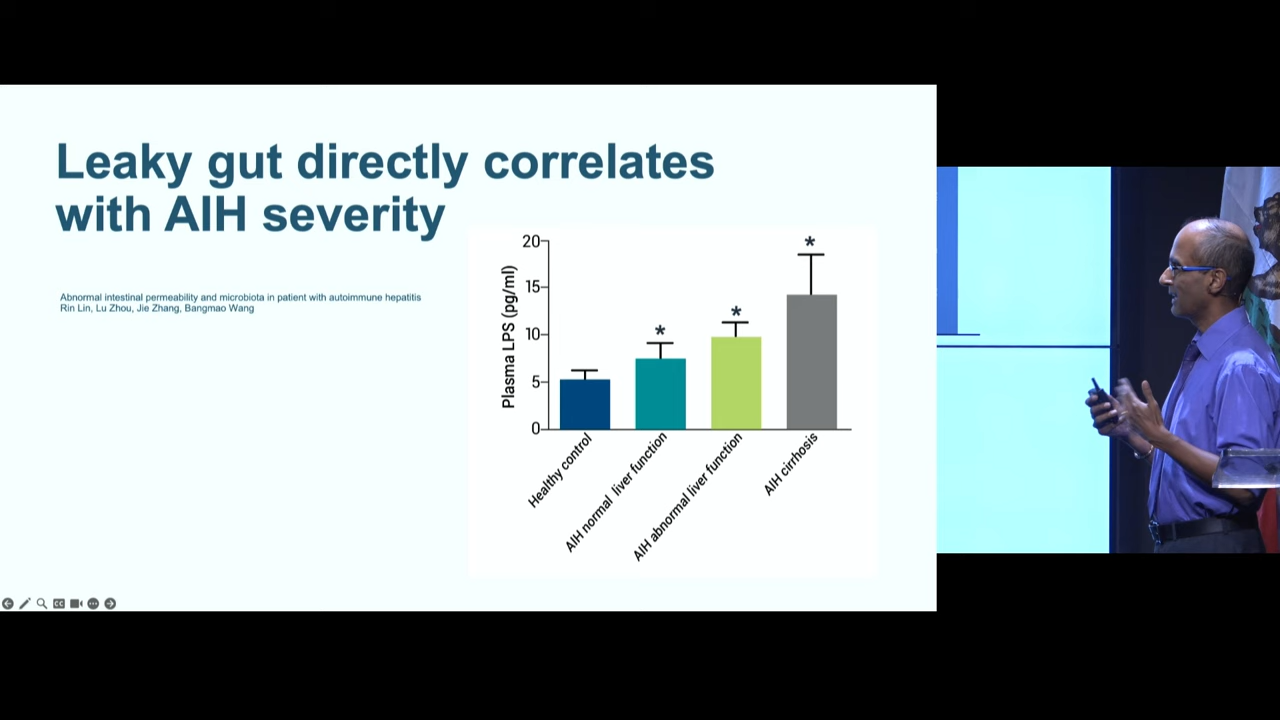 Leaky gut directly correlates
with AIH severity
Abnormal intestinal permeability and microbiota in patient with autoimmune hepatitis
Rin Lin, Lu Zhou, Jie Zhang, Bangmao Wang
Plasma LPS (pg/ml)
20
15
10
5
0
*
*
*
Healthy control
AIH normal liver function
AIH abnormal liver function
AIH cirrhosis
CC